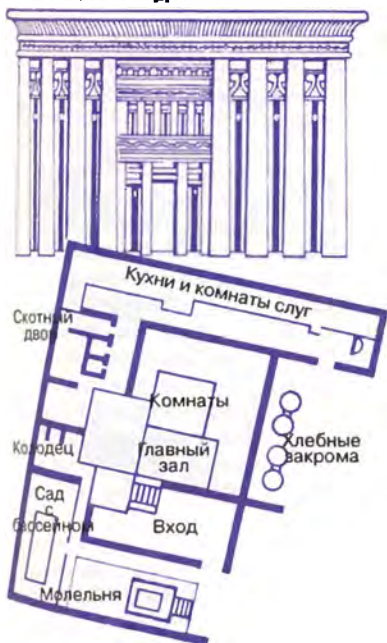 Кухни и комнаты слуг
Скотный
двор
Комнаты
Колодец
Главный
зал
Хлебные
закрома
Сад
с
бассейном
Вход
Молельня